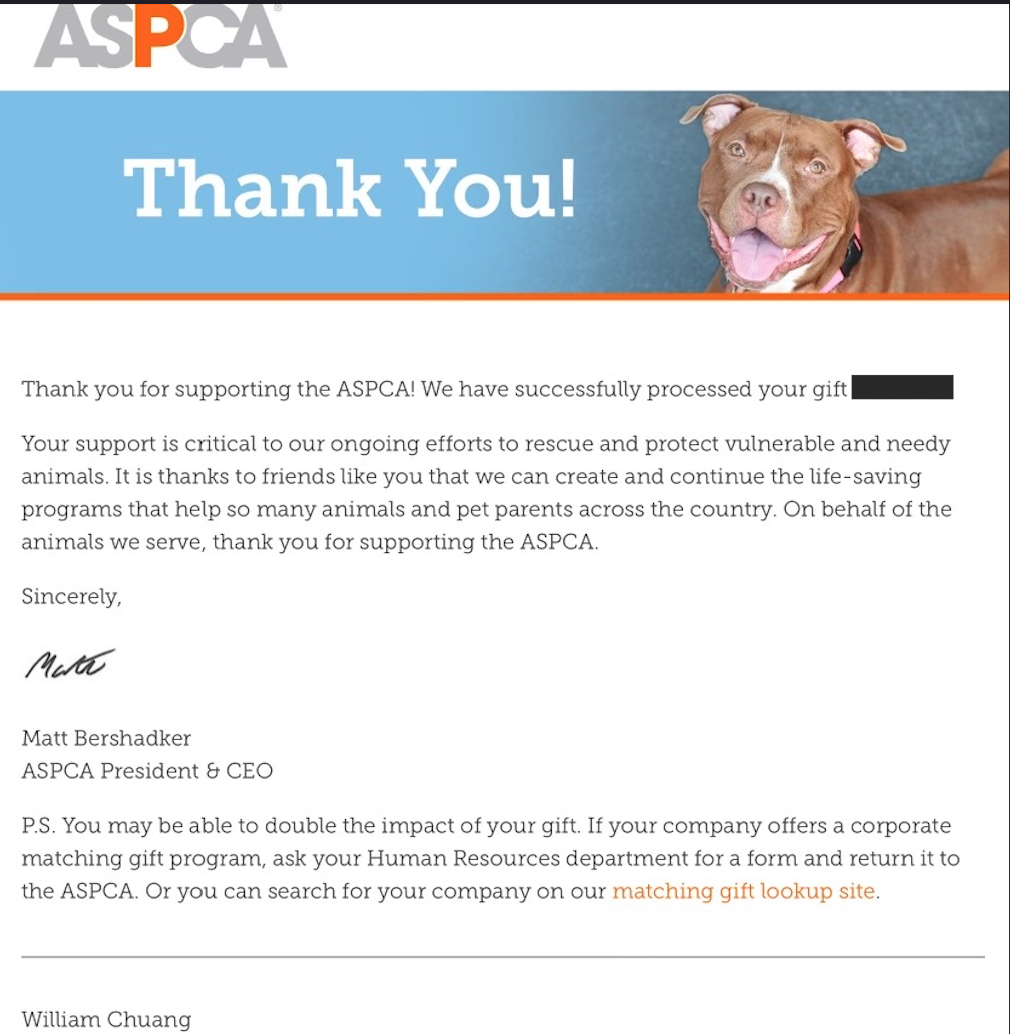 ASPCA®
Thank You!
Thank you for supporting the ASPCA! We have successfully processed your gift
Your support is critical to our ongoing efforts to rescue and protect vulnerable and needy
animals. It is thanks to friends like you that we can create and continue the life-saving
programs that help so many animals and pet parents across the country. On behalf of the
animals we serve, thank you for supporting the ASPCA.
Sincerely,
Matt
Matt Bershadker
ASPCA President & CEO
P.S. You may be able to double the impact of your gift. If your company offers a corporate
matching gift program, ask your Human Resources department for a form and return it to
the ASPCA. Or you can search for your company on our matching gift lookup site.
William Chuang